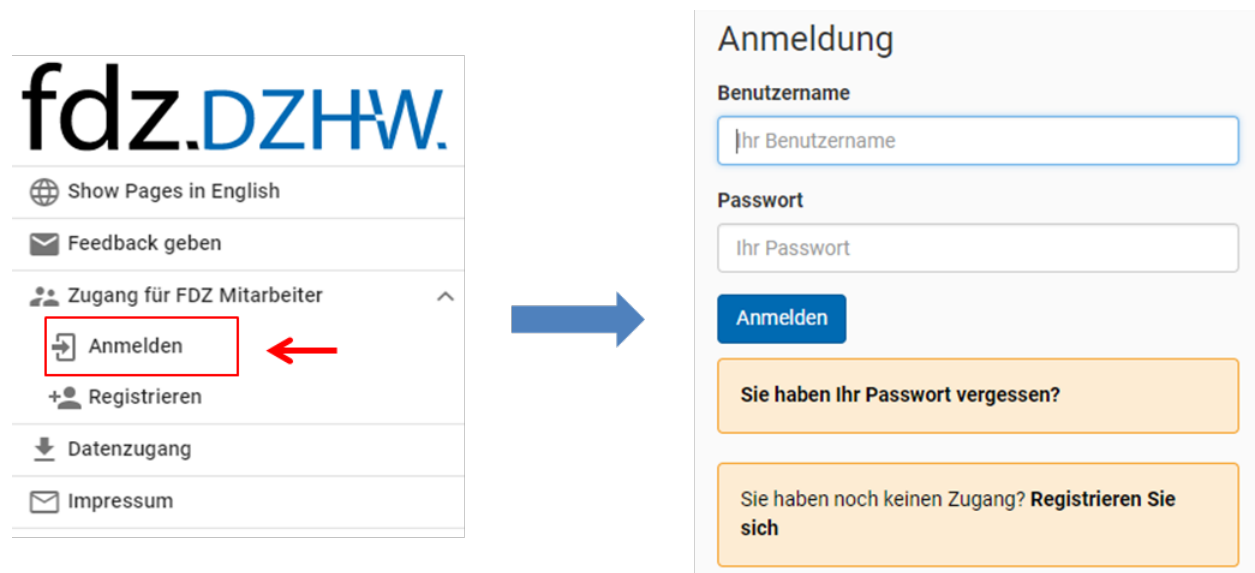 fdz.DZHW.
Show Pages in English
Feedback geben
Zugang für FDZ Mitarbeiter
Anmelden
Registrieren
Datenzugang
Impressum
Anmeldung
Benutzername
Ihr Benutzername
Passwort
Ihr Passwort
Anmelden
Sie haben Ihr Passwort vergessen?
Sie haben noch keinen Zugang? Registrieren Sie
sich